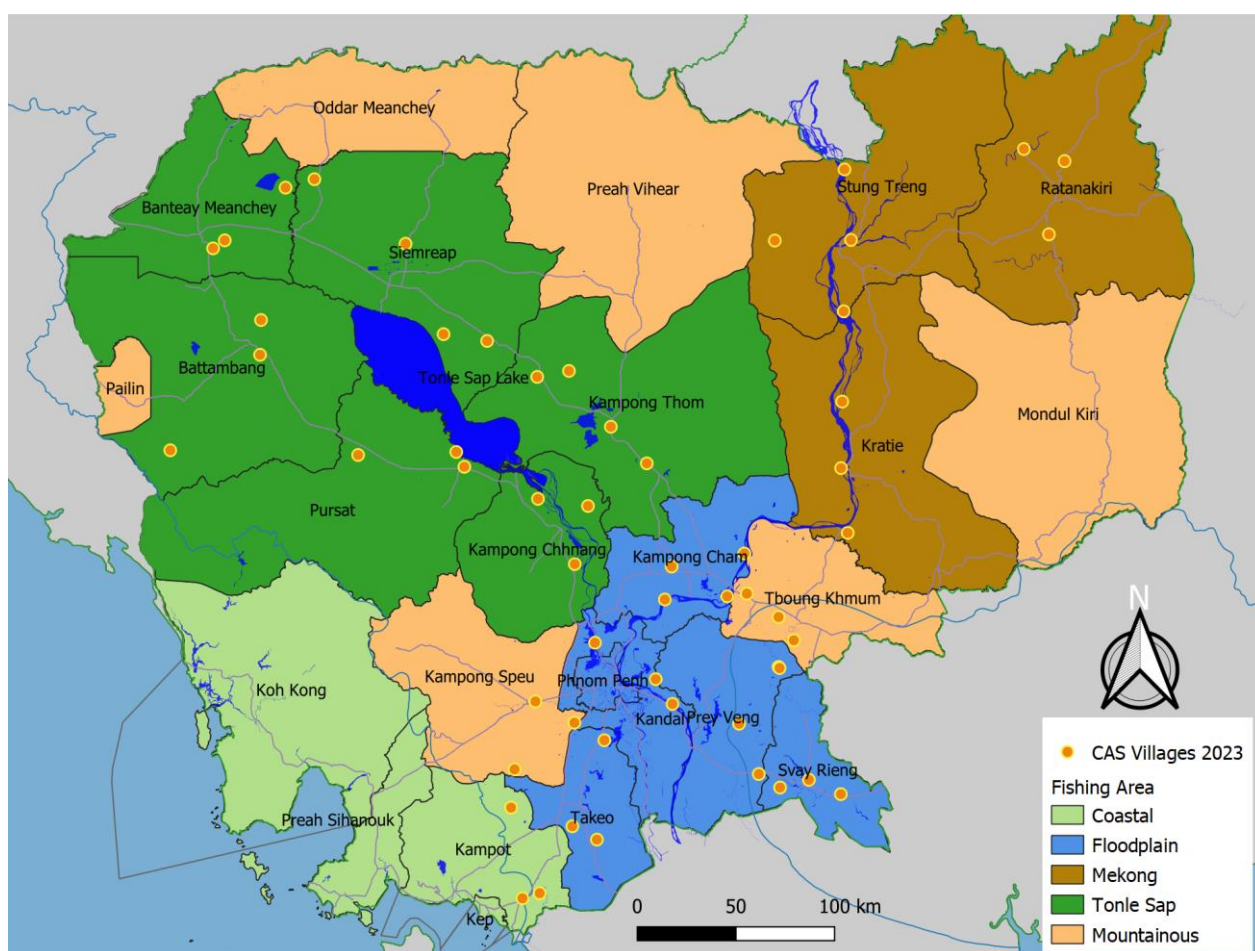 Oddar Meanchey
Preah Vihear
Stung Treng
Ratanakiri
Banteay Meanchey
Siemreap
Battambang
Pailin
Tonle Sap Lake
Kampong Thom
Mondul Kiri
Kratie
Pursat
Kampong Chhnang
Kampong Cham
Tboung Khmum
Koh Kong
Kampong Speu
Phnom Penh
Kandal
Prey Veng
Svay Rieng
Preah Sihanouk
Takeo
Kampot
Kep
N
0 50 100 km
CAS Villages 2023
Fishing Area
Coastal
Floodplain
Mekong
Tonle Sap
Mountainous